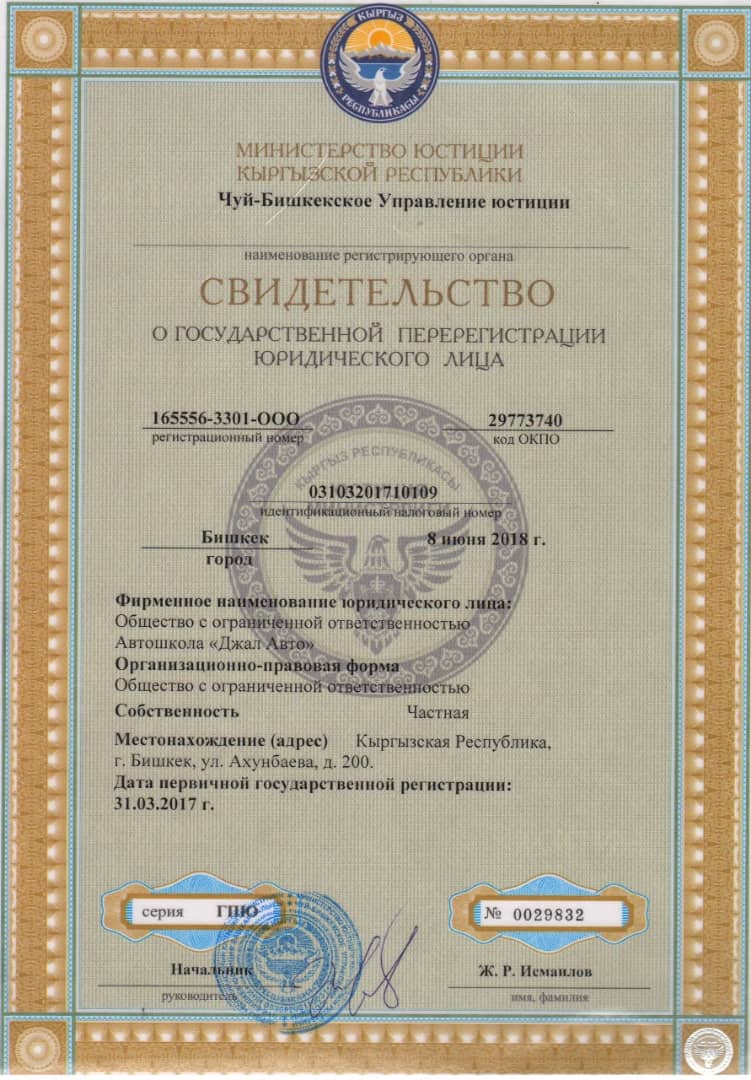 КЫРГЫЗ
РЕСПУБЛИКАСЫ
МИНИСТЕРСТВО ЮСТИЦИИ
КЫРГЫЗСКОЙ РЕСПУБЛИКИ
Чуй-Бишкекское Управление юстиции
наименование регистрирующего органа
СВИДЕТЕЛЬСТВО
О ГОСУДАРСТВЕННОЙ ПЕРЕРЕГИСТРАЦИИ
ЮРИДИЧЕСКОГО ЛИЦА
165556-3301-ООО 29773740
регистрационный номер код ОКПО
КЫРГЫЗ РЕСПУБЛИКАСЫ
03103201710109
идентификационный налоговый номер
Бишкек 8 июня 2018 г.
город
Фирменное наименование юридического лица:
Общество с ограниченной ответственностью
Автошкола «Джал Авто»
Организационно-правовая форма
Общество с ограниченной ответственностью
Собственность Частная
Местонахождение (адрес) Кыргызская Республика,
г. Бишкек, ул. Ахунбаева, д. 200.
Дата первичной государственной регистрации:
31.03.2017 г.
серия ГПЮ № 0029832
Начальник Ж. Р. Исмаилов
руководитель имя, фамилия